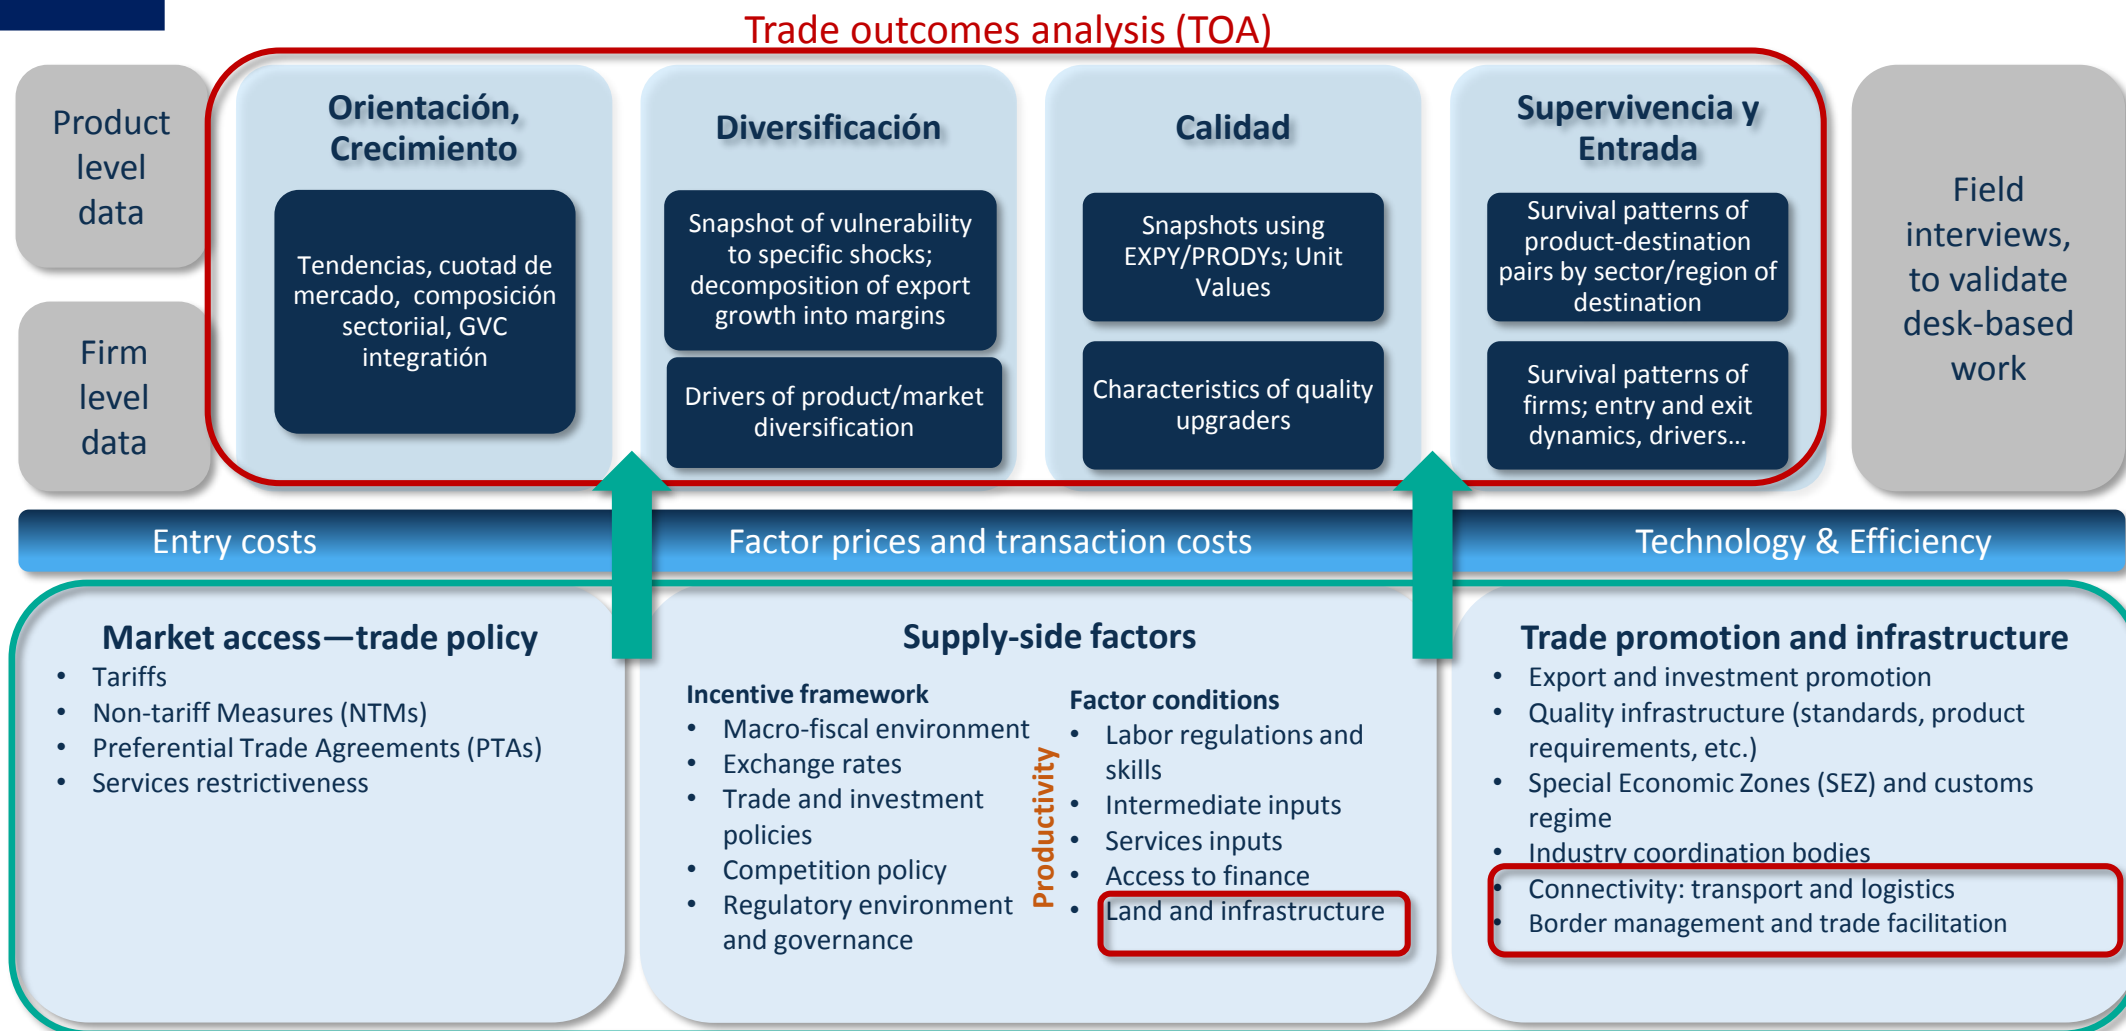 Trade outcomes analysis (TOA)
Product
level
data
Firm
level
data
Orientación,
Crecimiento
Tendencias, cuotad de
mercado, composición
sectoriial, GVC
integratión
Diversificación
Snapshot of vulnerability
to specific shocks;
decomposition of export
growth into margins
Drivers of product/market
diversification
Calidad
Snapshots using
EXPY/PRODYs; Unit
Values
Characteristics of quality
upgraders
Supervivencia y
Entrada
Survival patterns of
product-destination
pairs by sector/region of
destination
Survival patterns of
firms; entry and exit
dynamics, drivers...
Field
interviews,
to validate
desk-based
work
Entry costs
Factor prices and transaction costs
Technology & Efficiency
Market access—trade policy
• Tariffs
• Non-tariff Measures (NTMs)
• Preferential Trade Agreements (PTAs)
• Services restrictiveness
Supply-side factors
Incentive framework
• Macro-fiscal environment
• Exchange rates
• Trade and investment
policies
• Competition policy
• Regulatory environment
and governance
Productivity
Factor conditions
• Labor regulations and
skills
• Intermediate inputs
• Services inputs
• Access to finance
• Land and infrastructure
Trade promotion and infrastructure
• Export and investment promotion
• Quality infrastructure (standards, product
requirements, etc.)
• Special Economic Zones (SEZ) and customs
regime
• Industry coordination bodies
• Connectivity: transport and logistics
• Border management and trade facilitation